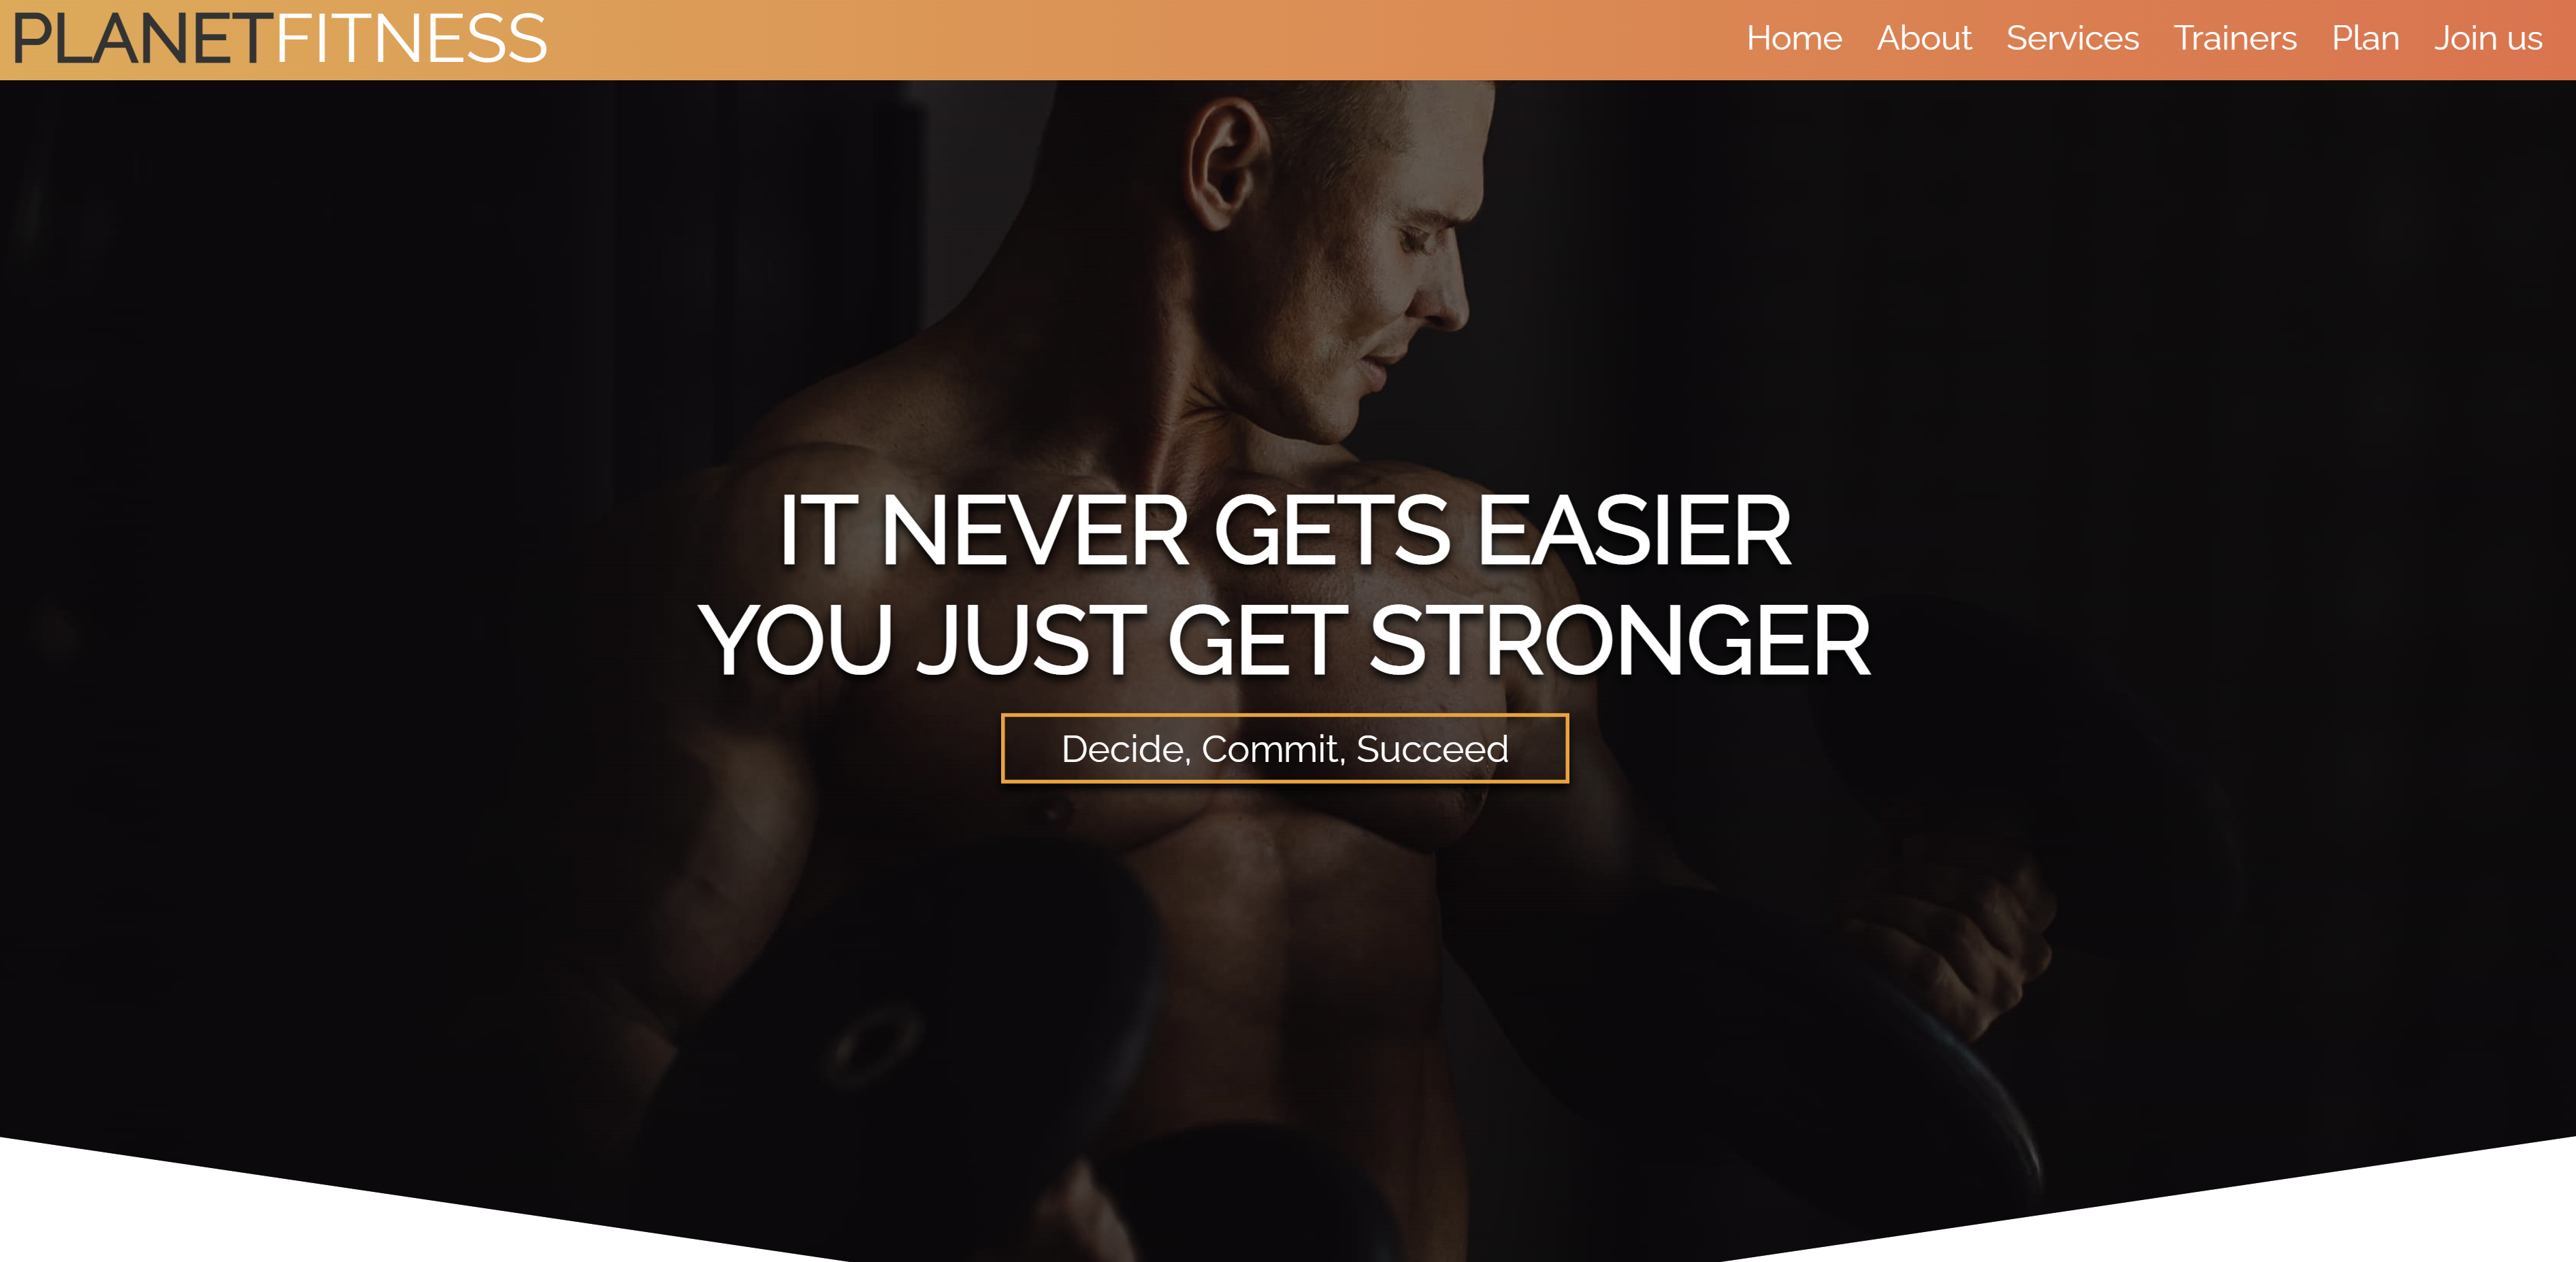 PLANETFITNESS Home About Services Trainers Plan Join us
IT NEVER GETS EASIER
YOU JUST GET STRONGER
Decide, Commit, Succeed